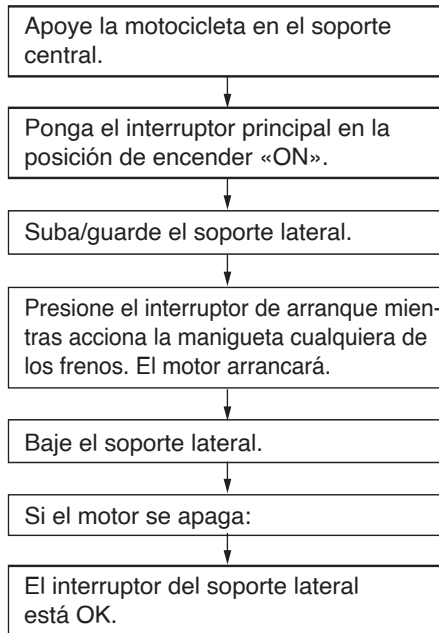 Apoye la motocicleta en el soporte
central.
Ponga el interruptor principal en la
posición de encender «ON».
Suba/guarde el soporte lateral.
Presione el interruptor de arranque mien-
tras acciona la manigueta cualquiera de
los frenos. El motor arrancará.
Baje el soporte lateral.
Si el motor se apaga:
El interruptor del soporte lateral
está OK.